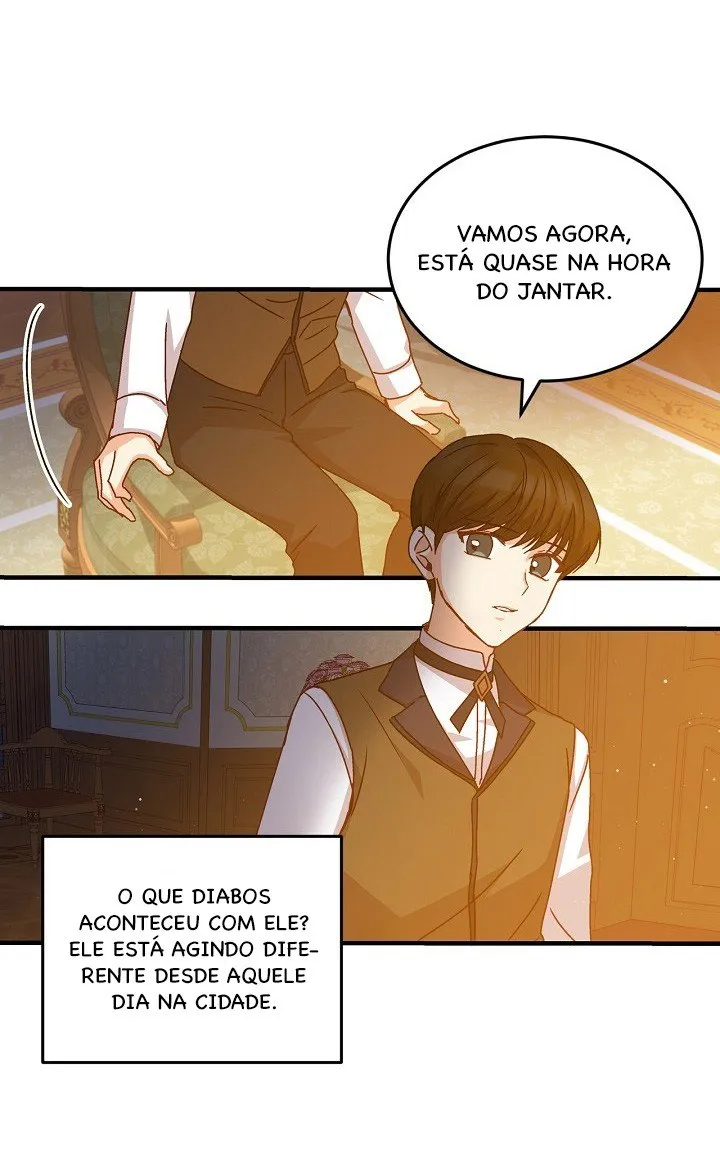 VAMOS AGORA,
ESTÁ QUASE NA HORA
DO JANTAR.
O QUE DIABOS
ACONTECEU COM ELE?
ELE ESTÁ AGINDO DIFE-
RENTE DESDE AQUELE
DIA NA CIDADE.